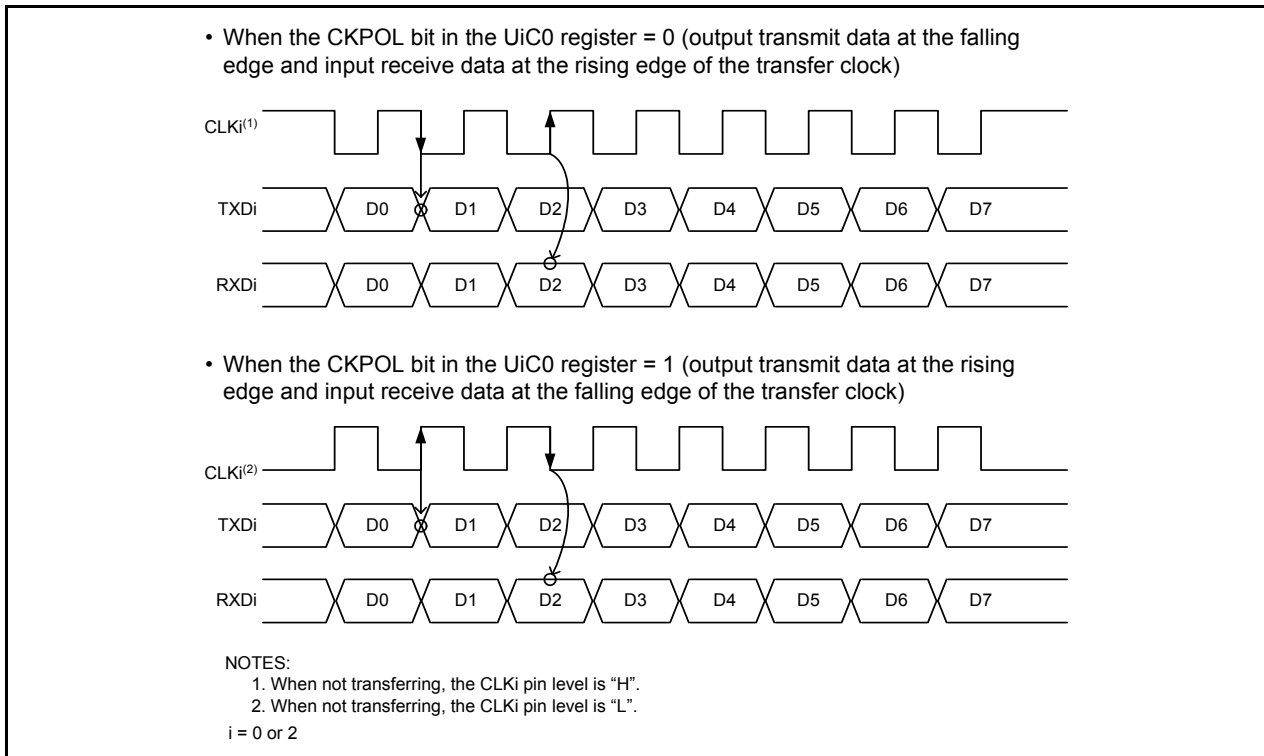 • When the CKPOL bit in the UiC0 register = 0 (output transmit data at the falling
edge and input receive data at the rising edge of the transfer clock)
CLKi(1)
TXDi D0 D1 D2 D3 D4 D5 D6 D7
RXDi D0 D1 D2 D3 D4 D5 D6 D7
• When the CKPOL bit in the UiC0 register = 1 (output transmit data at the rising
edge and input receive data at the falling edge of the transfer clock)
CLKi(2)
TXDi D0 D1 D2 D3 D4 D5 D6 D7
RXDi D0 D1 D2 D3 D4 D5 D6 D7
NOTES:
1. When not transferring, the CLKi pin level is “H”.
2. When not transferring, the CLKi pin level is “L”.
i = 0 or 2